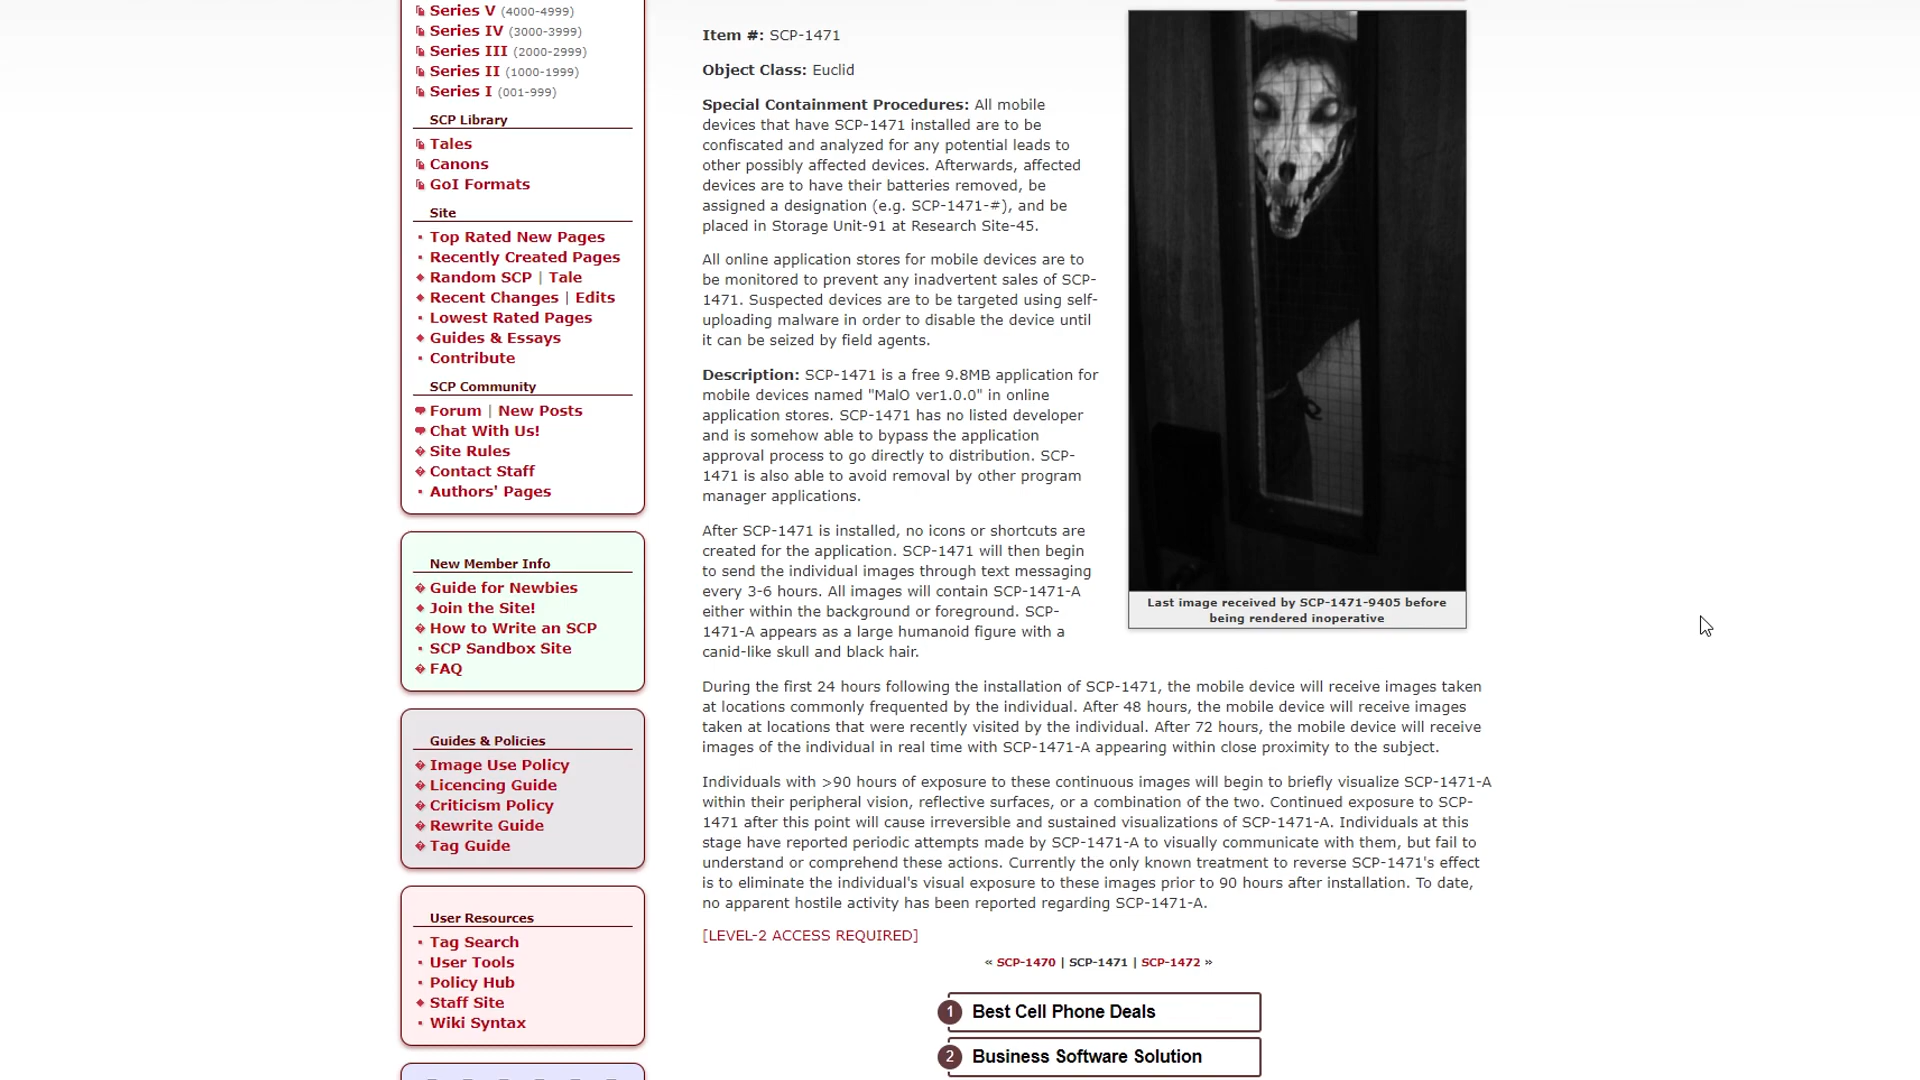 Series V (4000-4999)
Series IV (3000-3999)
Series III (2000-2999)
Series II (1000-1999)
Series I (001-999)
SCP Library
Tales
Canons
GoI Formats
Site
Top Rated New Pages
Recently Created Pages
Random SCP | Tale
Recent Changes | Edits
Lowest Rated Pages
Guides & Essays
Contribute
SCP Community
Forum | New Posts
Chat With Us!
Site Rules
Contact Staff
Authors' Pages
New Member Info
Guide for Newbies
Join the Site!
How to Write an SCP
SCP Sandbox Site
FAQ
Guides & Policies
Image Use Policy
Licencing Guide
Criticism Policy
Rewrite Guide
Tag Guide
User Resources
Tag Search
User Tools
Policy Hub
Staff Site
Wiki Syntax
Item #: SCP-1471
Object Class: Euclid
Special Containment Procedures: All mobile
devices that have SCP-1471 installed are to be
confiscated and analyzed for any potential leads to
other possibly affected devices. Afterwards, affected
devices are to have their batteries removed, be
assigned a designation (e.g. SCP-1471-#), and be
placed in Storage Unit-91 at Research Site-45.
All online application stores for mobile devices are to
be monitored to prevent any inadvertent sales of SCP-
1471. Suspected devices are to be targeted using self-
uploading malware in order to disable the device until
it can be seized by field agents.
Description: SCP-1471 is a free 9.8MB application for
mobile devices named "MalO ver1.0.0" in online
application stores. SCP-1471 has no listed developer
and is somehow able to bypass the application
approval process to go directly to distribution. SCP-
1471 is also able to avoid removal by other program
manager applications.
After SCP-1471 is installed, no icons or shortcuts are
created for the application. SCP-1471 will then begin
to send the individual images through text messaging
every 3-6 hours. All images will contain SCP-1471-A
either within the background or foreground. SCP-
1471-A appears as a large humanoid figure with a
canid-like skull and black hair.
Last image received by SCP-1471-9405 before
being rendered inoperative
During the first 24 hours following the installation of SCP-1471, the mobile device will receive images taken
at locations commonly frequented by the individual. After 48 hours, the mobile device will receive images
taken at locations that were recently visited by the individual. After 72 hours, the mobile device will receive
images of the individual in real time with SCP-1471-A appearing within close proximity to the subject.
Individuals with >90 hours of exposure to these continuous images will begin to briefly visualize SCP-1471-A
within their peripheral vision, reflective surfaces, or a combination of the two. Continued exposure to SCP-
1471 after this point will cause irreversible and sustained visualizations of SCP-1471-A. Individuals at this
stage have reported periodic attempts made by SCP-1471-A to visually communicate with them, but fail to
understand or comprehend these actions. Currently the only known treatment to reverse SCP-1471's effect
is to eliminate the individual's visual exposure to these images prior to 90 hours after installation. To date,
no apparent hostile activity has been reported regarding SCP-1471-A.
[LEVEL-2 ACCESS REQUIRED]
« SCP-1470 | SCP-1471 | SCP-1472 »
1 Best Cell Phone Deals
2 Business Software Solution